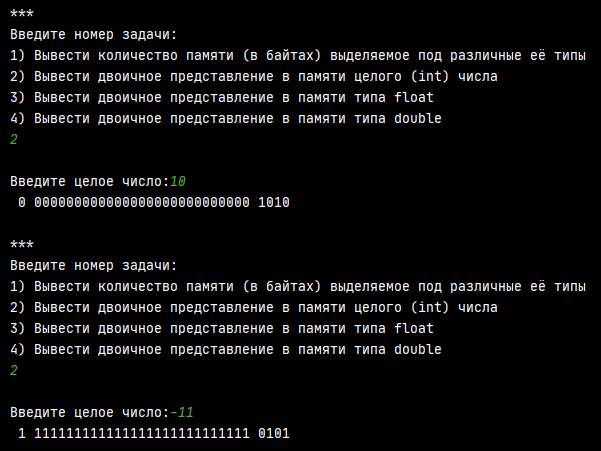 ***
Введите номер задачи:
1) Вывести количество памяти (в байтах) выделяемое под различные её типы
2) Вывести двоичное представление в памяти целого (int) числа
3) Вывести двоичное представление в памяти типа float
4) Вывести двоичное представление в памяти типа double
2
Введите целое число:10
0 000000000000000000000000000 1010
***
Введите номер задачи:
1) Вывести количество памяти (в байтах) выделяемое под различные её типы
2) Вывести двоичное представление в памяти целого (int) числа
3) Вывести двоичное представление в памяти типа float
4) Вывести двоичное представление в памяти типа double
2
Введите целое число:-11
1 111111111111111111111111111 0101